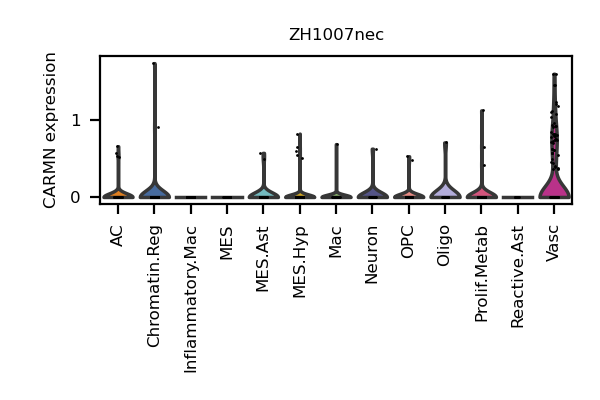 ZH1007nec
CARMN expression
1
0
AC
Chromatin.Reg
Inflammatory.Mac
MES
MES.Ast
MES.Hyp
Mac
Neuron
OPC
Oligo
Prolif.Metab
Reactive.Ast
Vasc